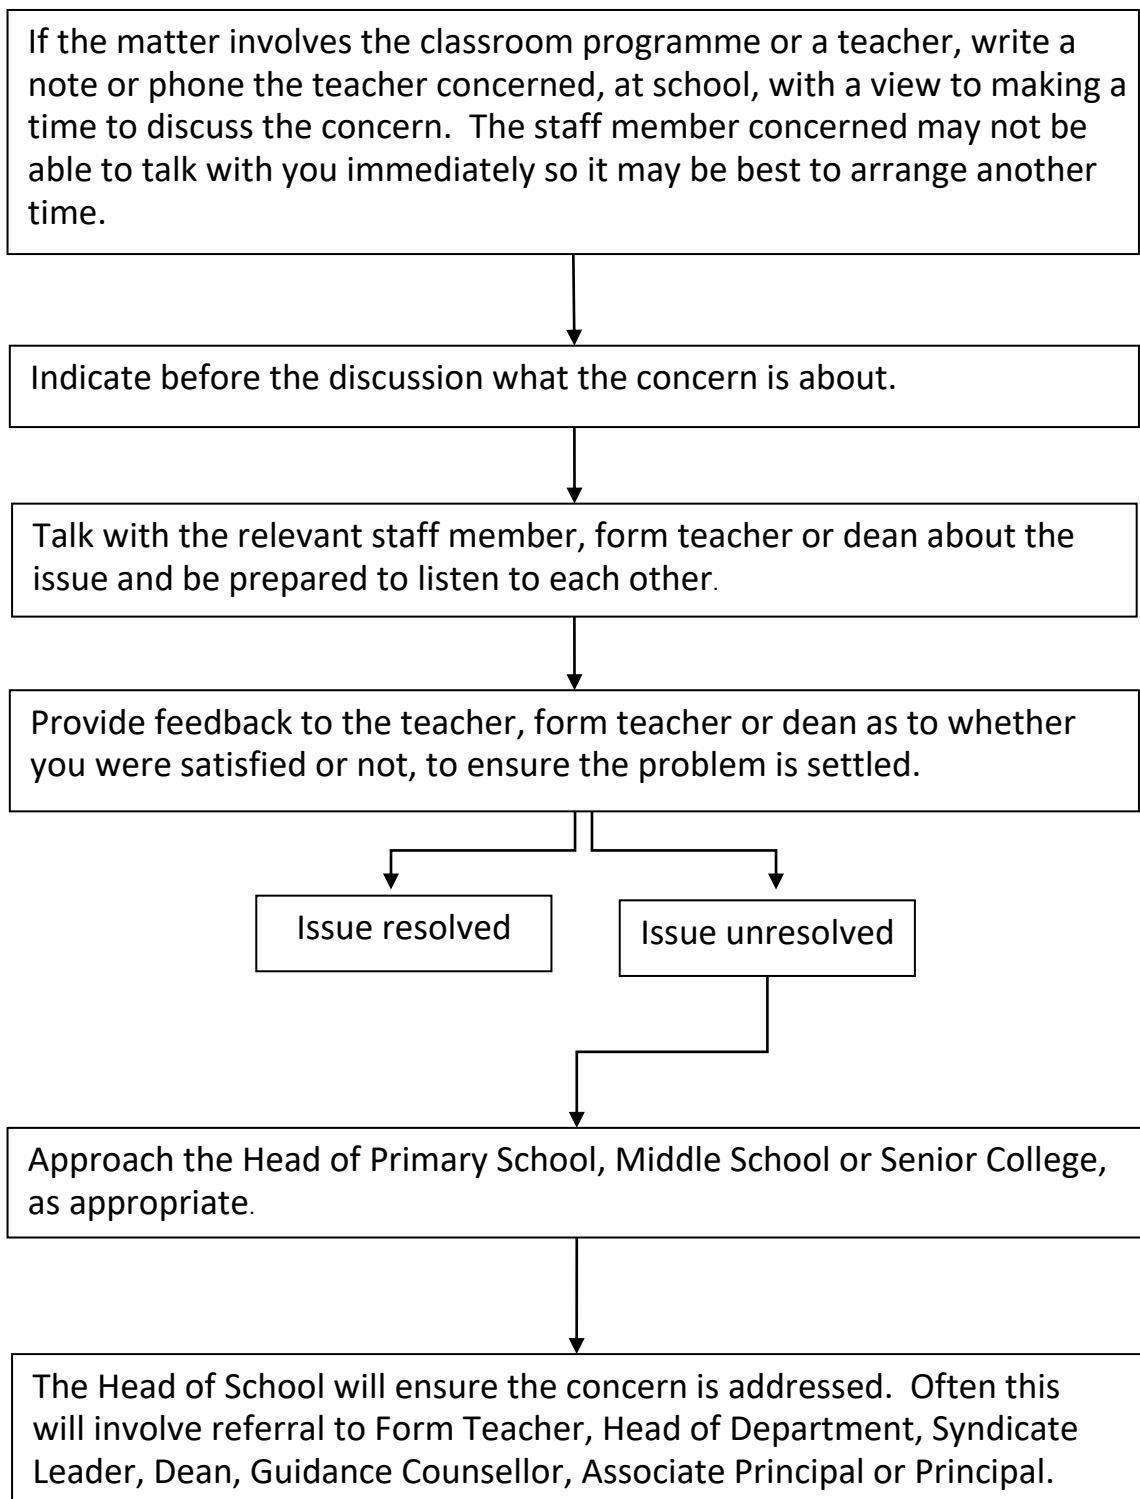 If the matter involves the classroom programme or a teacher, write a
note or phone the teacher concerned, at school, with a view to making a
time to discuss the concern.  The staff member concerned may not be
able to talk with you immediately so it may be best to arrange another
time.
Indicate before the discussion what the concern is about.
Talk with the relevant staff member, form teacher or dean about the
issue and be prepared to listen to each other.
Provide feedback to the teacher, form teacher or dean as to whether
you were satisfied or not, to ensure the problem is settled.
Issue resolved
Issue unresolved
Approach the Head of Primary School, Middle School or Senior College,
as appropriate.
The Head of School will ensure the concern is addressed.  Often this
will involve referral to Form Teacher, Head of Department, Syndicate
Leader, Dean, Guidance Counsellor, Associate Principal or Principal.